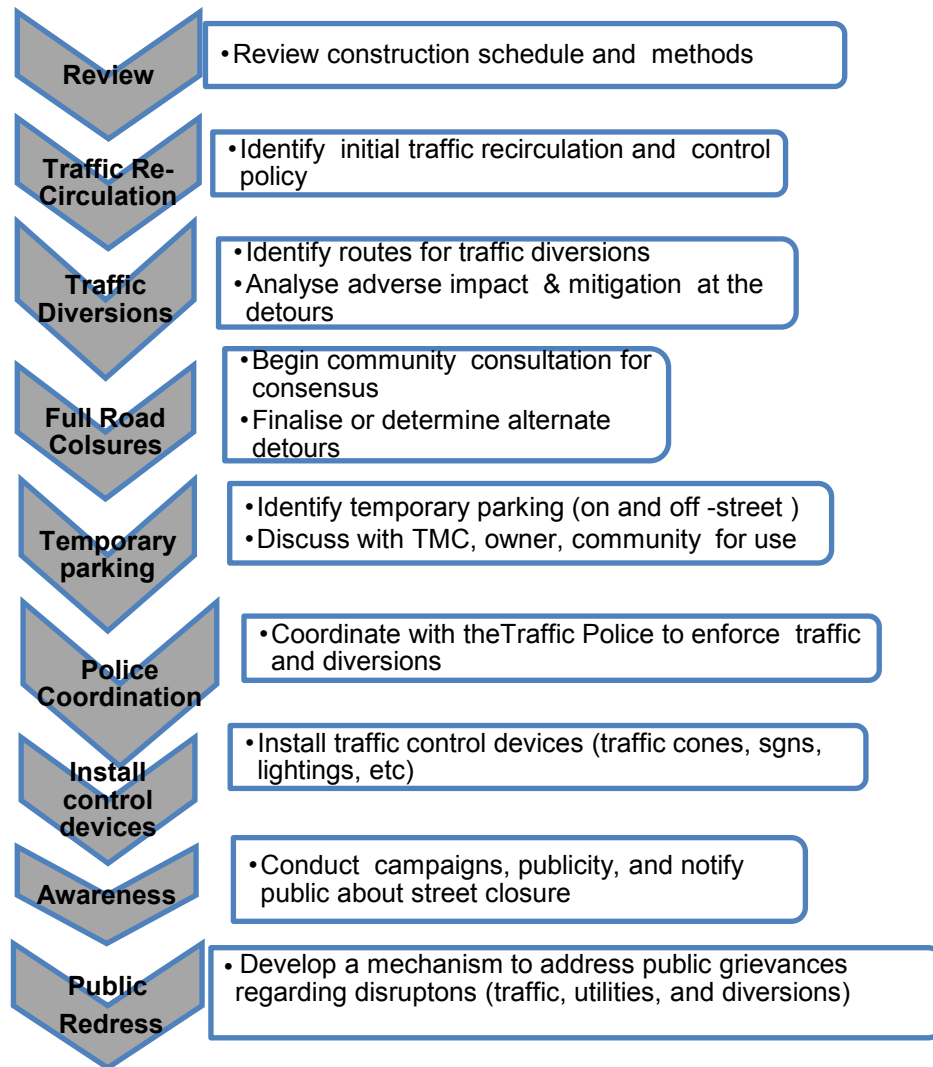 Review
•Review construction schedule and methods
Traffic Re-
Circulation
•Identify initial traffic recirculation and control
policy
Traffic
Diversions
•Identify routes for traffic diversions
•Analyse adverse impact & mitigation at the
detours
Full Road
Colsures
•Begin community consultation for
consensus
•Finalise or determine alternate
detours
Temporary
parking
•Identify temporary parking (on and off -street )
•Discuss with TMC, owner, community for use
Police
Coordination
•Coordinate with theTraffic Police to enforce traffic
and diversions
Install
control
devices
•Install traffic control devices (traffic cones, sgns,
lightings, etc)
Awareness
•Conduct campaigns, publicity, and notify
public about street closure
Public
Redress
• Develop a mechanism to address public grievances
regarding disruptons (traffic, utilities, and diversions)